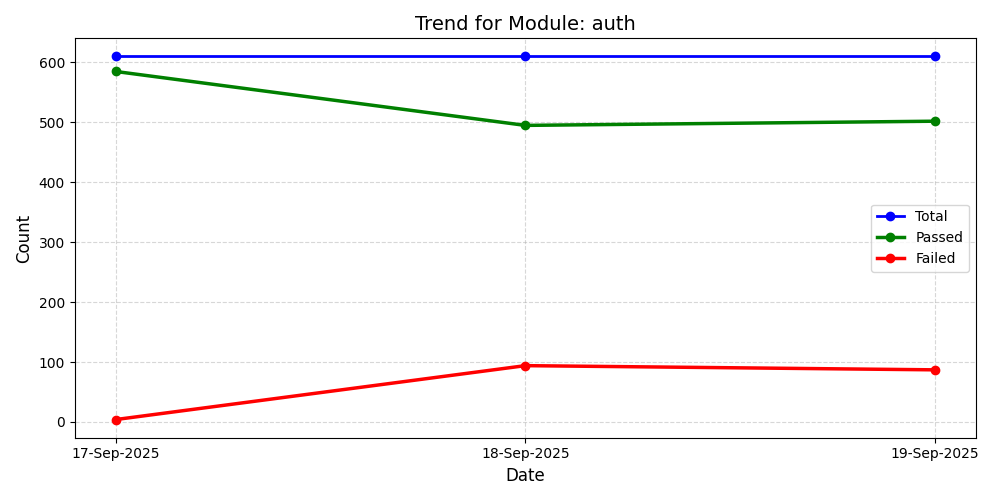 Trend for Module: auth
600
500
400
300
200
100
0
Count
Total
Passed
Failed
17-Sep-2025 18-Sep-2025 19-Sep-2025
Date